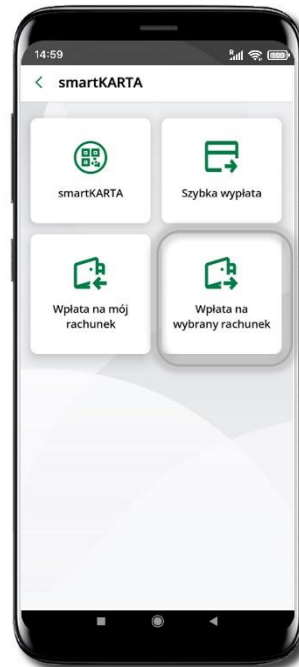 14:59
smartKARTA
smartKARTA
Szybka wypłata
Wpłata na mój
rachunek
Wpłata na
wybrany rachunek